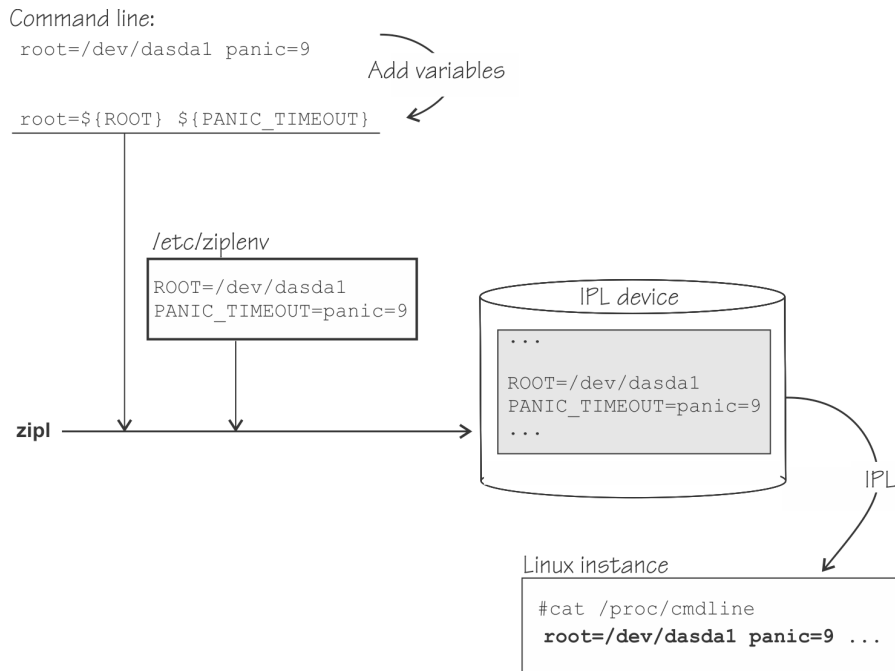 Command line:
root=/dev/dasda1 panic=9
Add variables
root=${ROOT} ${PANIC_TIMEOUT}
/etc/ziplenv
ROOT=/dev/dasda1
PANIC_TIMEOUT=panic=9
IPL device
...
ROOT=/dev/dasda1
PANIC_TIMEOUT=panic=9
...
zipl
IPL
Linux instance
#cat /proc/cmdline
root=/dev/dasda1 panic=9 ...